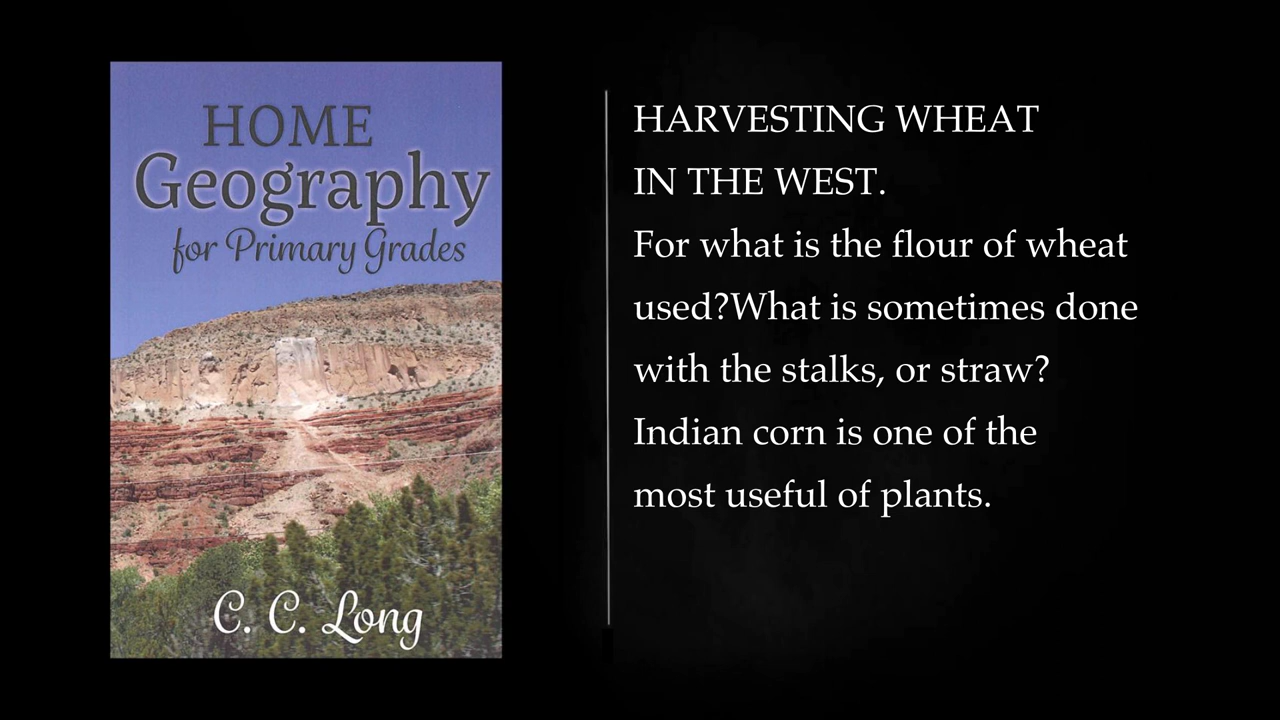 HOME
Geography
for Primary Grades
C. C. Long
HARVESTING WHEAT
IN THE WEST.
For what is the flour of wheat
used?What is sometimes done
with the stalks, or straw?
Indian corn is one of the
most useful of plants.